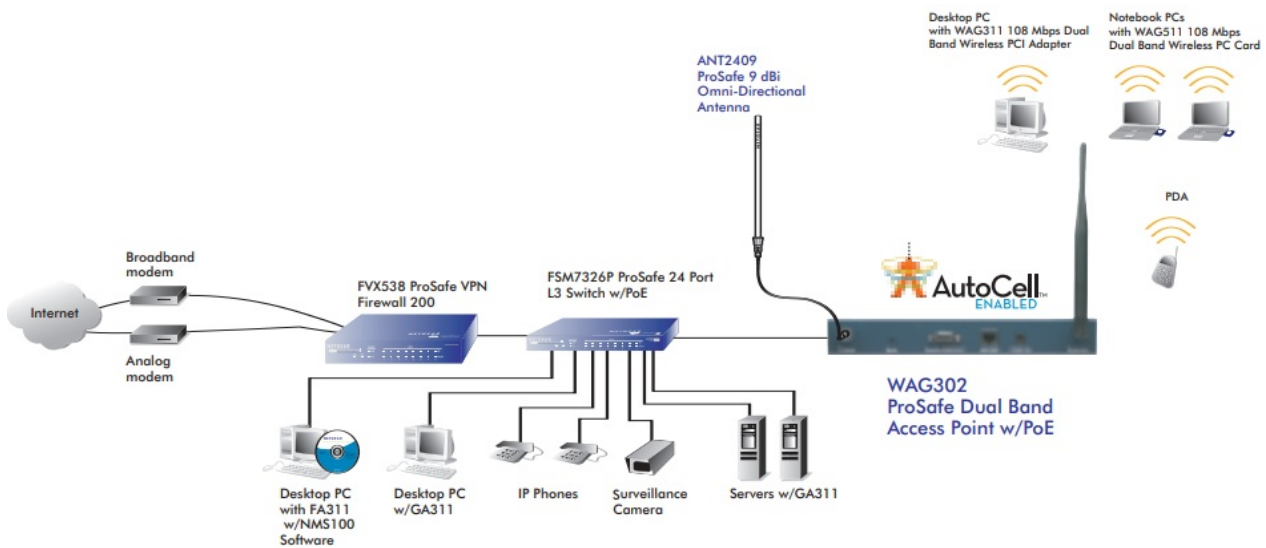 Desktop PC
with WAG311 108 Mbps Dual
Band Wireless PCI Adapter
Notebook PCs
with WAG511 108 Mbps
Dual Band Wireless PC Card
ANT2409
ProSafe 9 dBi
Omni-Directional
Antenna
PDA
Broadband
modem
Internet
Analog
modem
FVX538 ProSafe VPN
Firewall 200
FSM7326P ProSafe 24 Port
L3 Switch w/PoE
AutoCell™
ENABLED
WAG302
ProSafe Dual Band
Access Point w/PoE
Desktop PC
with FA311
w/NMS100
Software
Desktop PC
w/GA311
IP Phones
Surveillance
Camera
Servers w/GA311